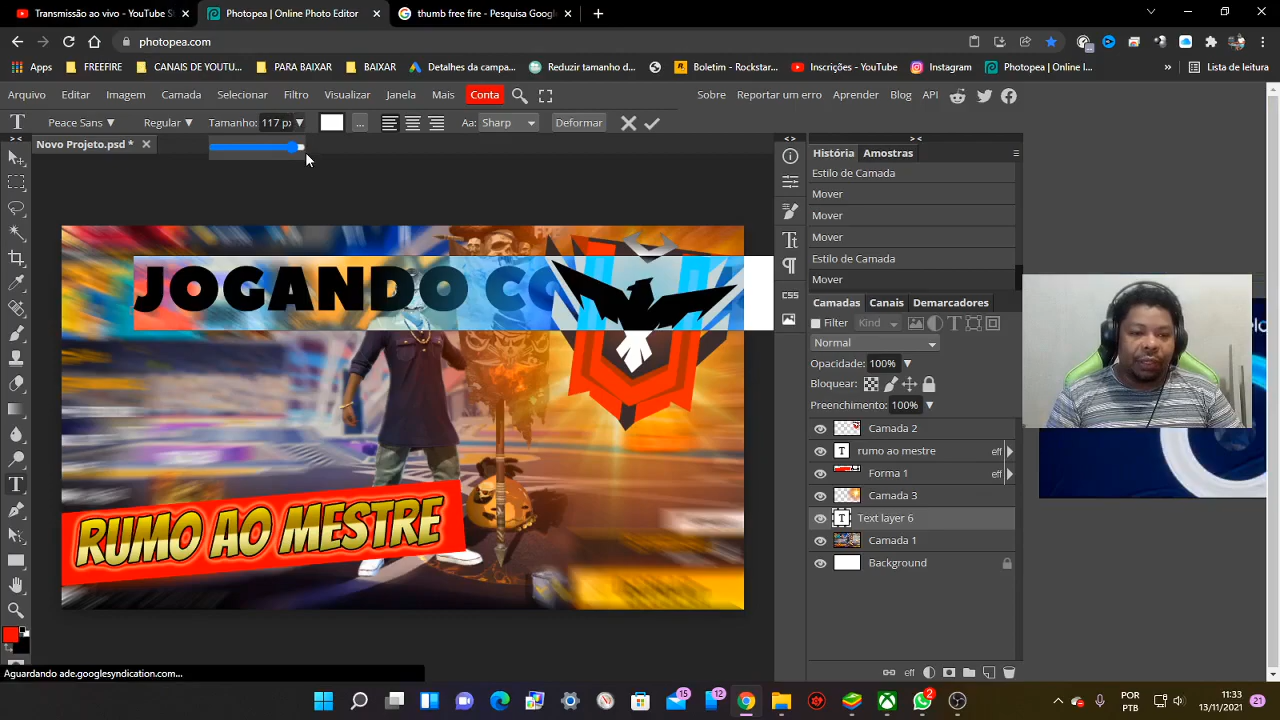 Transmissão ao vivo - YouTube S
Photopea | Online Photo Editor
thumb free fire - Pesquisa Googl
photopea.com
Apps
FREEFIRE
CANAIS DE YOUTU...
PARA BAIXAR
BAIXAR
Detalhes da campa...
Reduzir tamanho d...
Boletim - Rockstar...
Inscrições - YouTube
Instagram
Photopea | Online I...
»
Lista de leitura
Arquivo
Editar
Imagem
Camada
Selecionar
Filtro
Visualizar
Janela
Mais
Conta
Sobre
Reportar um erro
Aprender
Blog
API
Peace Sans
Regular
Tamanho:
117 px
...
Aa:
Sharp
Deformar
Novo Projeto.psd *
História
Amostras
Estilo de Camada
Mover
Mover
Mover
Estilo de Camada
Mover
CSS
Camadas
Canais
Demarcadores
Filter
Kind
Normal
Opacidade:
100%
Bloquear:
Preenchimento:
100%
Camada 2
rumo ao mestre
eff
Forma 1
eff
Camada 3
Text layer 6
Camada 1
Background
eff
JOGANDO CO
RUMO AO MESTRE
Aguardando ade.googlesyndication.com...
15
12
2
POR
PTB
11:33
13/11/2021
21